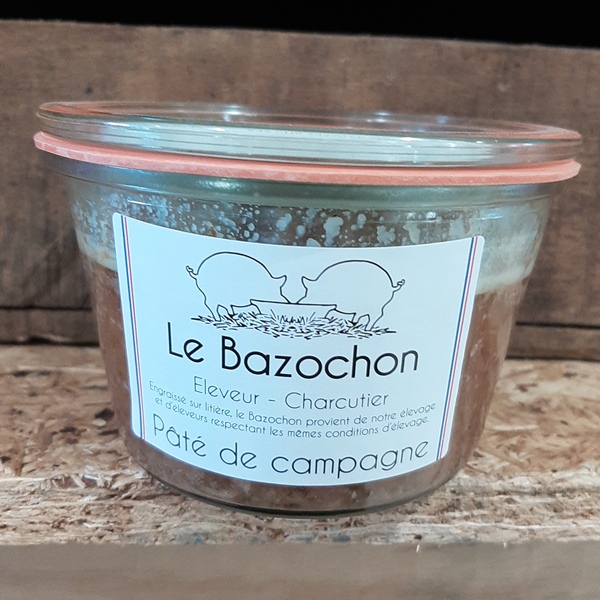 Le Bazochon
Eleveur - Charcutier
Engraissé sur litière, le Bazochon provient de notre élevage
et d'éleveurs respectant les mêmes conditions d'élevage.
Pâté de campagne